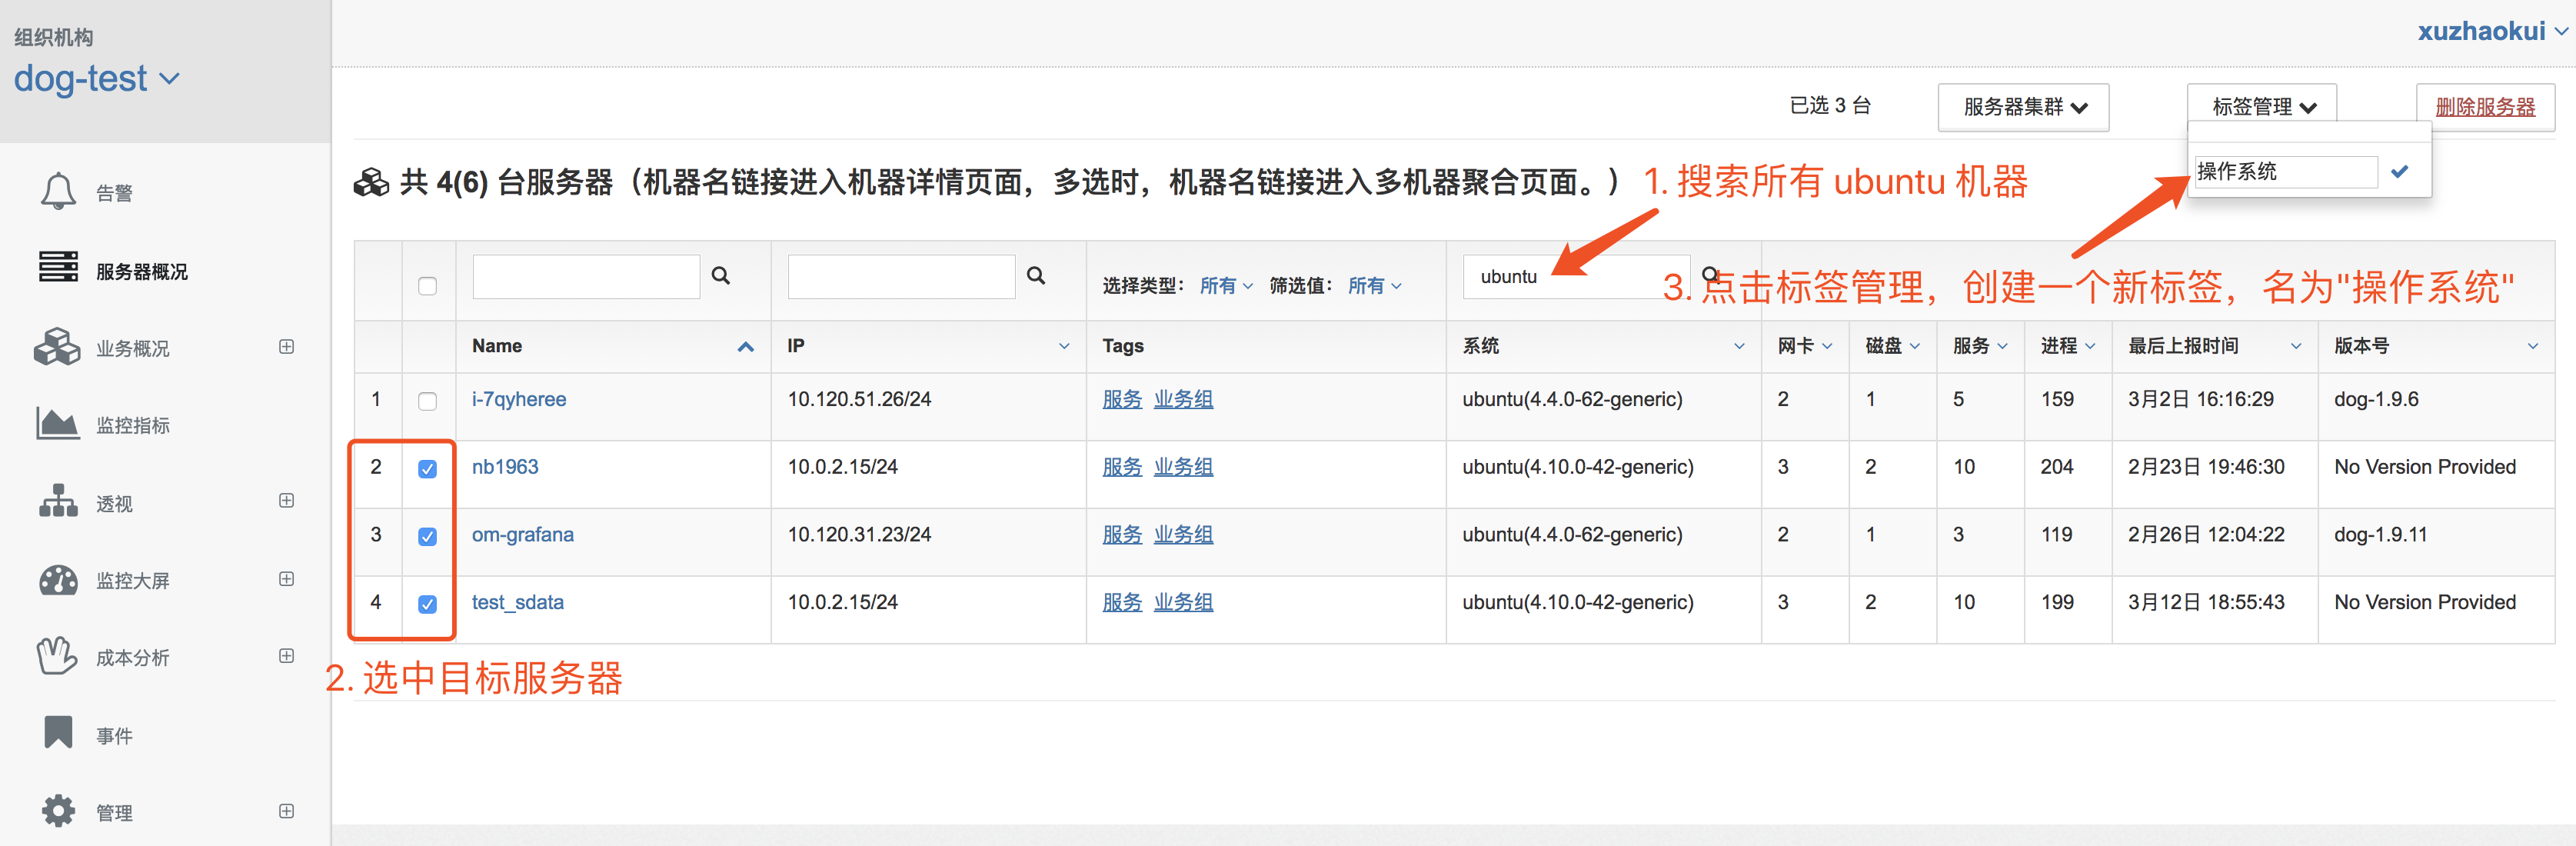 组织机构
dog-test
xuzhaokui
已选 3 台
服务器集群
标签管理
删除服务器
操作系统
告警
服务器概况
业务概况
监控指标
透视
监控大屏
成本分析
事件
管理
共 4(6) 台服务器（机器名链接进入机器详情页面，多选时，机器名链接进入多机器聚合页面。）
1. 搜索所有 ubuntu 机器
选择类型： 所有 筛选值： 所有
ubuntu
3. 点击标签管理，创建一个新标签，名为"操作系统"
Name IP Tags 系统 网卡 磁盘 服务 进程 最后上报时间 版本号
1 i-7qyheree 10.120.51.26/24 服务 业务组 ubuntu(4.4.0-62-generic) 2 1 5 159 3月2日 16:16:29 dog-1.9.6
2 nb1963 10.0.2.15/24 服务 业务组 ubuntu(4.10.0-42-generic) 3 2 10 204 2月23日 19:46:30 No Version Provided
3 om-grafana 10.120.31.23/24 服务 业务组 ubuntu(4.4.0-62-generic) 2 1 3 119 2月26日 12:04:22 dog-1.9.11
4 test_sdata 10.0.2.15/24 服务 业务组 ubuntu(4.10.0-42-generic) 3 2 10 199 3月12日 18:55:43 No Version Provided
2. 选中目标服务器